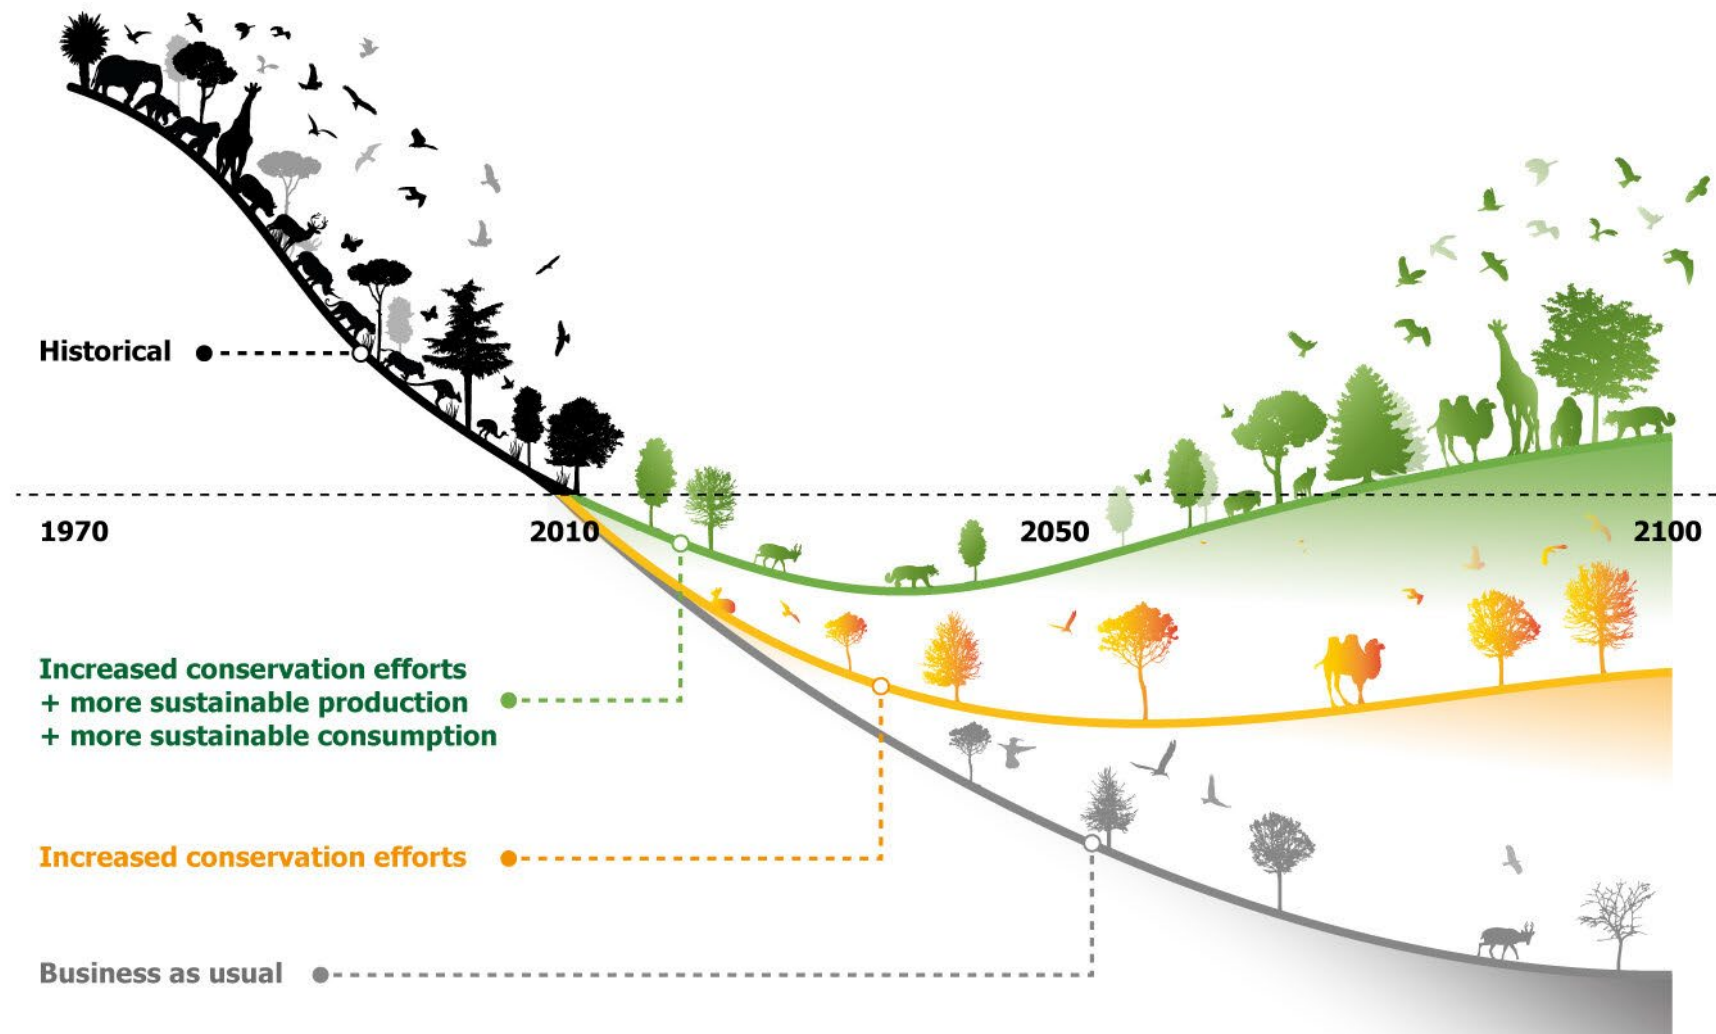 Historical
1970
2010
2050
2100
Increased conservation efforts
+ more sustainable production
+ more sustainable consumption
Increased conservation efforts
Business as usual